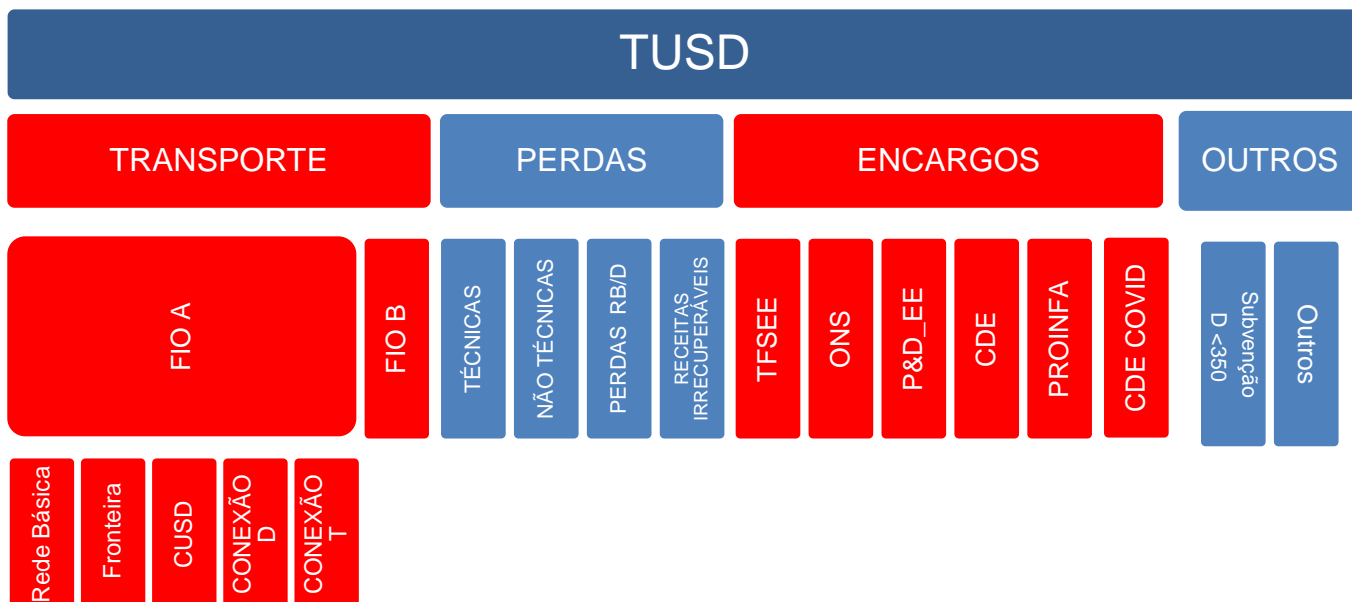 TUSD
TRANSPORTE
PERDAS
ENCARGOS
OUTROS
FIO A
FIO B
TÉCNICAS
NÃO TÉCNICAS
PERDAS RB/D
RECEITAS
IRRECUPERÁVEIS
TFSEE
ONS
P&D_EE
CDE
PROINFA
CDE COVID
Subvenção
D <350
Outros
Rede Básica
Fronteira
CUSD
CONEXÃO
D
CONEXÃO
T